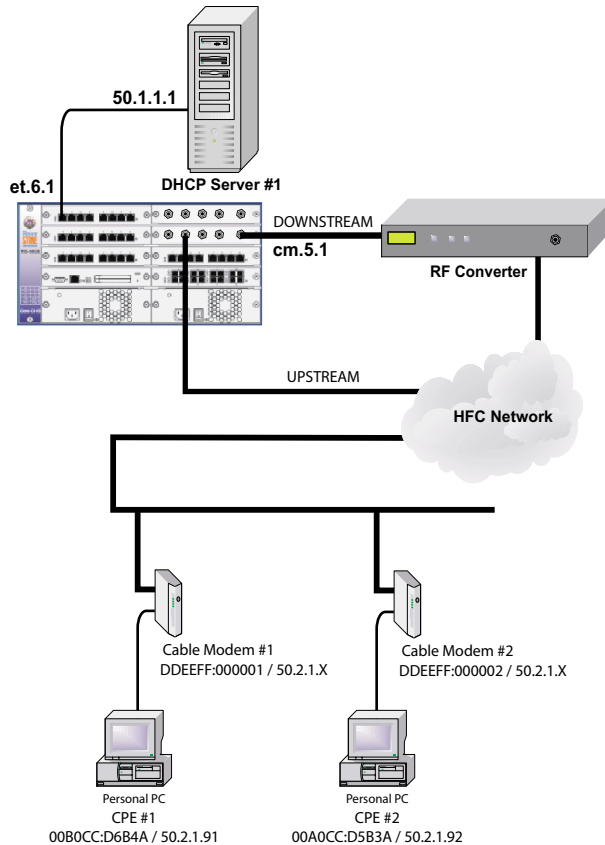 50.1.1.1
DHCP Server #1
et.6.1
DOWNSTREAM
cm.5.1
RF Converter
UPSTREAM
HFC Network
Cable Modem #1
DDEEFF:000001 / 50.2.1.X
Cable Modem #2
DDEEFF:000002 / 50.2.1.X
Personal PC
CPE #1
00B0CC:D6B4A / 50.2.1.91
Personal PC
CPE #2
00A0CC:D5B3A / 50.2.1.92